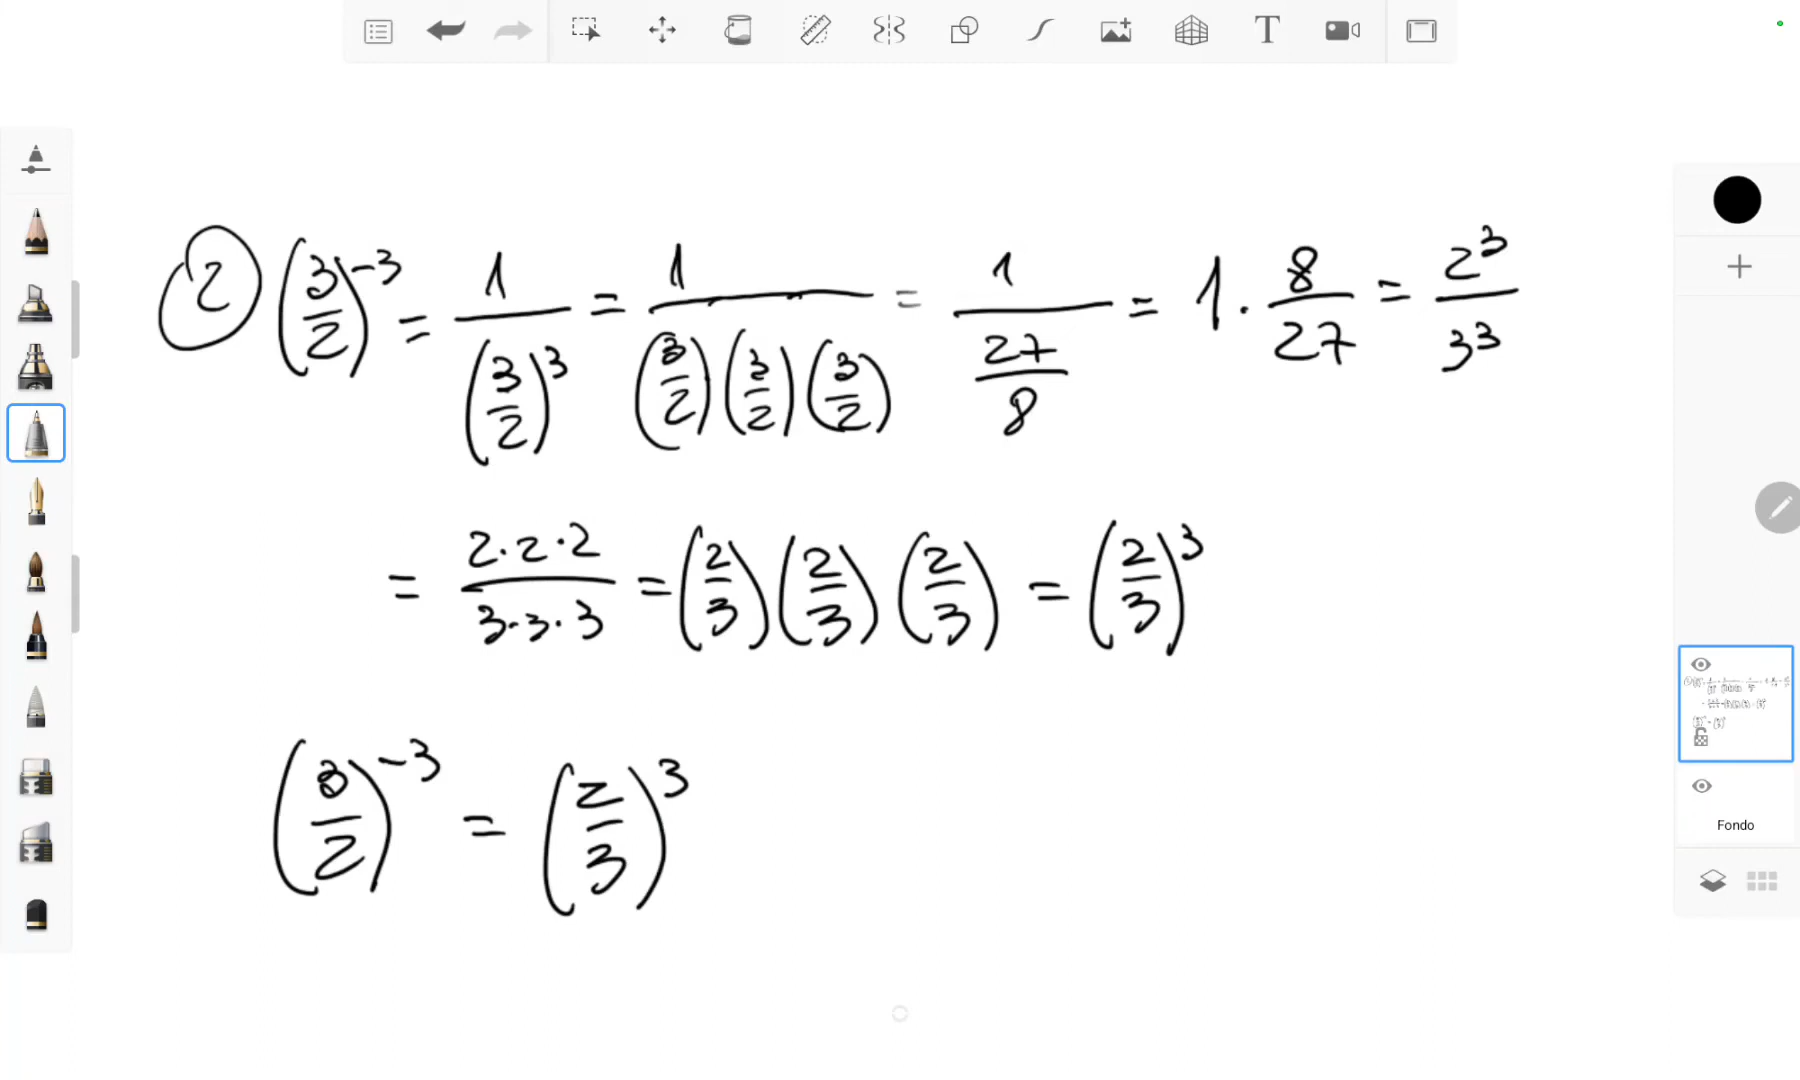 ② (3/2)^-3 = 1/(3/2)^3 = 1/((3/2)(3/2)(3/2)) = 1/(27/8) = 1 · 8/27 = 2^3/3^3
= 2·2·2/3·3·3 = (2/3)(2/3)(2/3) = (2/3)^3
(3/2)^-3 = (2/3)^3
T
Fondo